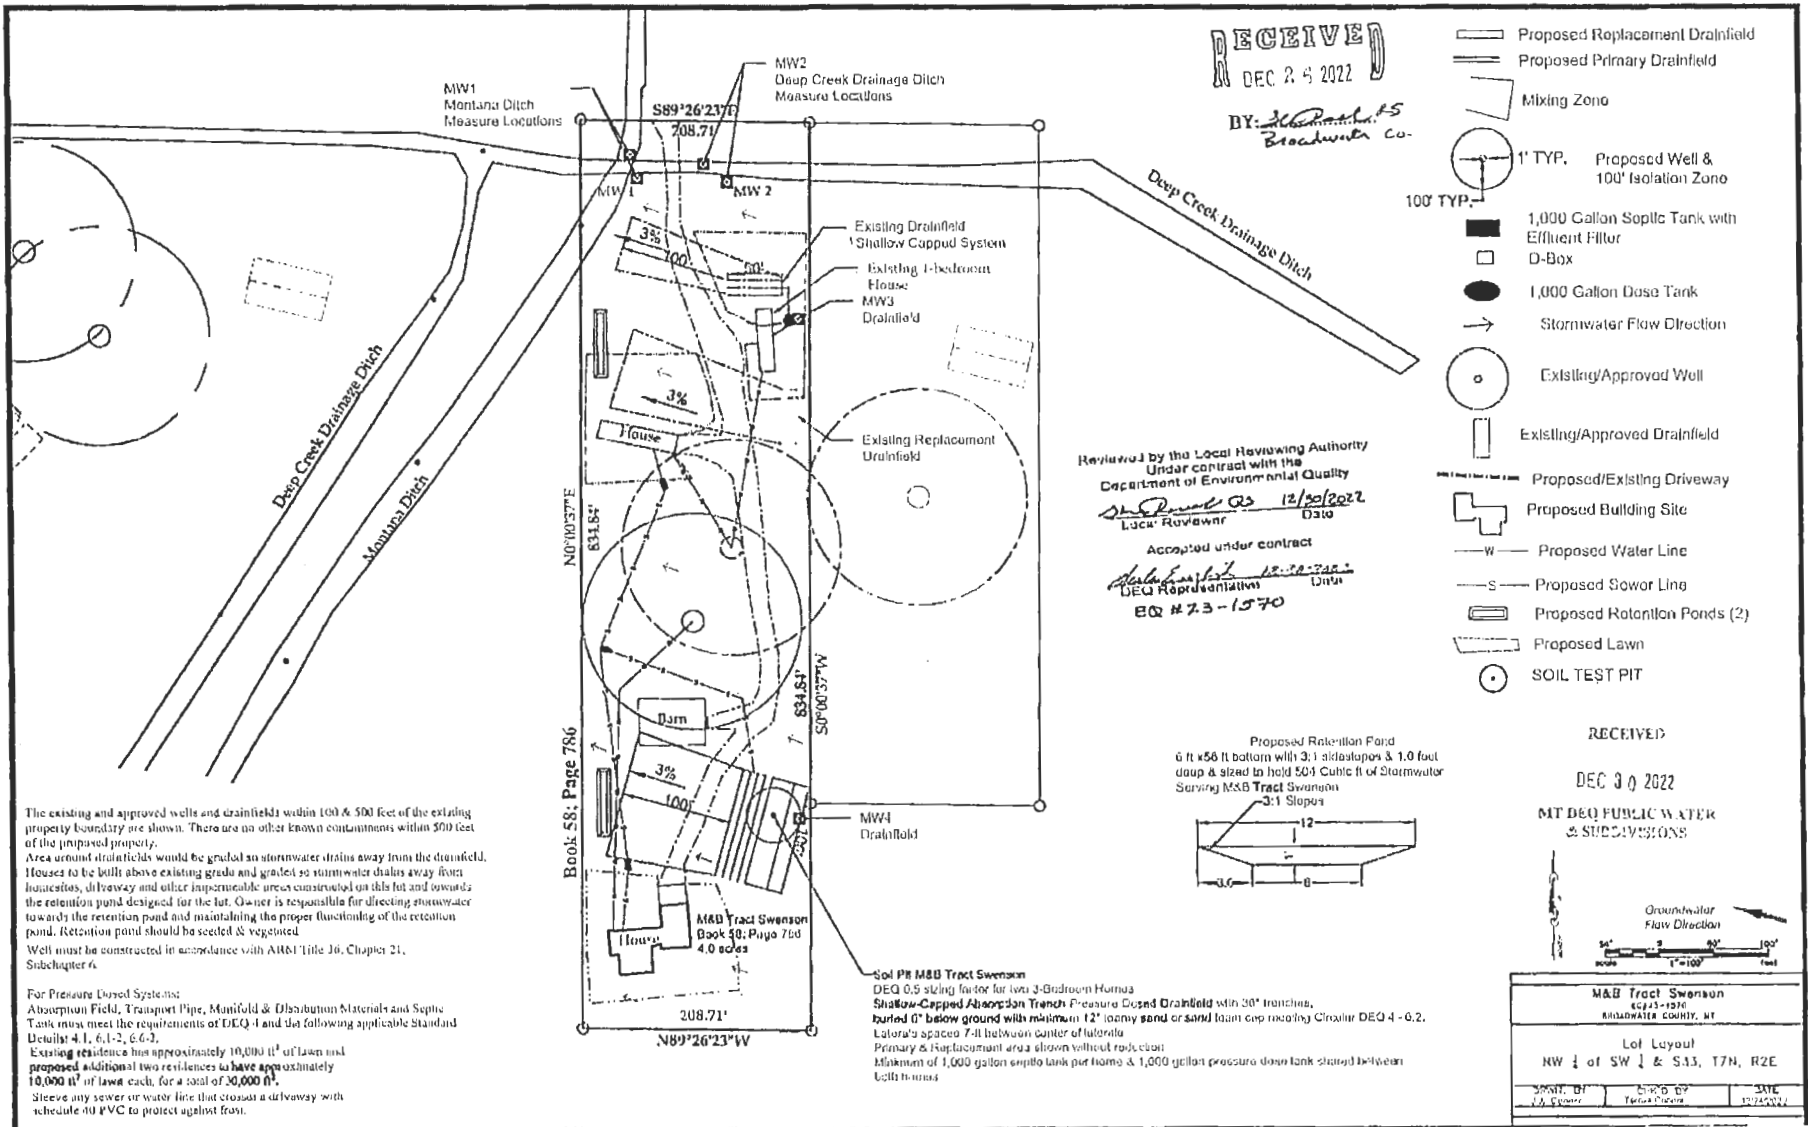 RECEIVED
DEC 2 2022
BY:
Broadwater Co.
MW1
Montana Ditch
Measure Locations
MW2
Deep Creek Drainage Ditch
Measure Locations
S89°26'23"E
208.71'
MW 1
MW 2
Existing Drainfield
Shallow Capped System
Existing 1-bedroom
House
MW3
Drainfield
3%
100'
3%
House
Existing Replacement
Drainfield
Deep Creek Drainage Ditch
Deep Creek Drainage Ditch
Montana Ditch
N0°00'37"E
834.84'
834.84'
S0°00'37"W
Book 58; Page 786
Barn
3%
100'
MW4
Drainfield
House
M&B Tract Swenson
Book 58; Page 786
4.0 acres
208.71'
N89°26'23"W
Proposed Replacement Drainfield
Proposed Primary Drainfield
Mixing Zone
1' TYP.
Proposed Well &
100' Isolation Zone
100' TYP.
1,000 Gallon Septic Tank with
Effluent Filter
D-Box
1,000 Gallon Dose Tank
Stormwater Flow Direction
Existing/Approved Well
Existing/Approved Drainfield
Proposed/Existing Driveway
Proposed Building Site
W Proposed Water Line
S Proposed Sewer Line
Proposed Retention Ponds (2)
Proposed Lawn
SOIL TEST PIT
Reviewed by the Local Reviewing Authority
Under contract with the
Department of Environmental Quality
12/30/2022
Local Reviewer Date
Accepted under contract
DEQ Representative Date
EQ #23-1570
RECEIVED
DEC 30 2022
MT DEQ PUBLIC WATER
& SUBDIVISIONS
Proposed Retention Pond
6 ft x56 ft bottom with 3:1 sideslopes & 1.0 foot
deep & sized to hold 504 Cubic ft of Stormwater
Serving M&B Tract Swenson
3:1 Slopes
12
3.0
6
Groundwater
Flow Direction
1"=100'
The existing and approved wells and drainfields within 100 & 500 feet of the existing
property boundary are shown. There are no other known contaminents within 500 feet
of the proposed property.
Area around drainfields would be graded so stormwater drains away from the drainfield.
Houses to be built above existing grade and graded so stormwater drains away from
housesites, driveway and other impermeable areas constructed on this lot and towards
the retention pond designed for the lot. Owner is responsible for directing stormwater
towards the retention pond and maintaining the proper functioning of the retention
pond. Retention pond should be seeded & vegetated
Well must be constructed in accordance with ARM Title 36, Chapter 21,
Subchapter 6.
For Pressure Dosed Systems:
Absorption Field, Transport Pipe, Manifold & Distribution Materials and Septic
Tank must meet the requirements of DEQ 4 and the following applicable Standard
Details: 4.1, 6.1-2, 6.6-2.
Existing residence has approximately 10,000 ft² of lawn and
proposed additional two residences to have approximately
10,000 ft² of lawn each, for a total of 30,000 ft².
Sleeve any sewer or water line that crosses a driveway with
schedule 40 PVC to protect against frost.
Soil Pit M&B Tract Swenson
DEQ 0.5 sizing factor for two 3-Bedroom Homes
Shallow-Capped Absorption Trench Pressure Dosed Drainfield with 36" trenches,
buried 6" below ground with minimum 12" loamy sand or sand loam cap meeting Circular DEQ 4 - 6.2.
Laterals spaced 7-ft between center of laterals
Primary & Replacement area shown without reduction
Minimum of 1,000 gallon septic tank per home & 1,000 gallon pressure dose tank shared between
both homes
M&B Tract Swenson
BROADWATER COUNTY, MT
Lot Layout
NW ¼ of SW ¼ & S33, T7N, R2E
DATE